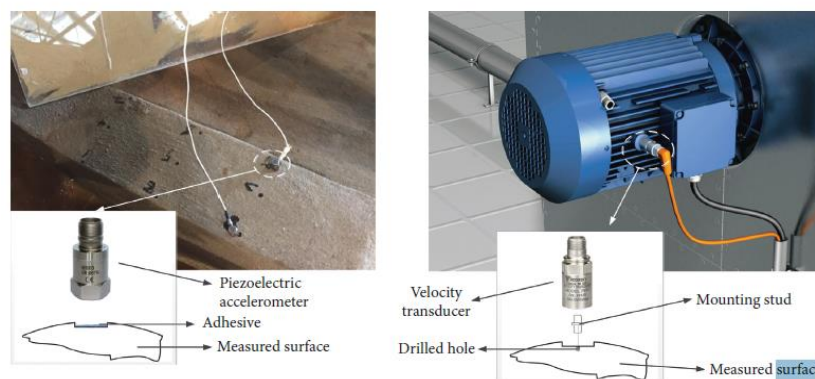 Piezoelectric
accelerometer
Adhesive
Measured surface
Velocity
transducer
Mounting stud
Drilled hole
Measured surfac